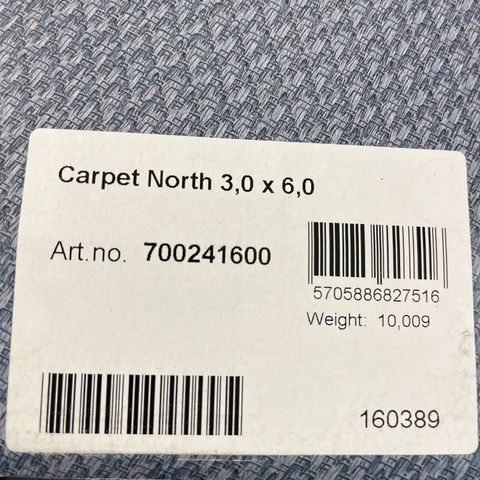 Carpet North 3,0 x 6,0
Art.no. 700241600
5705886827516
Weight: 10,009
160389